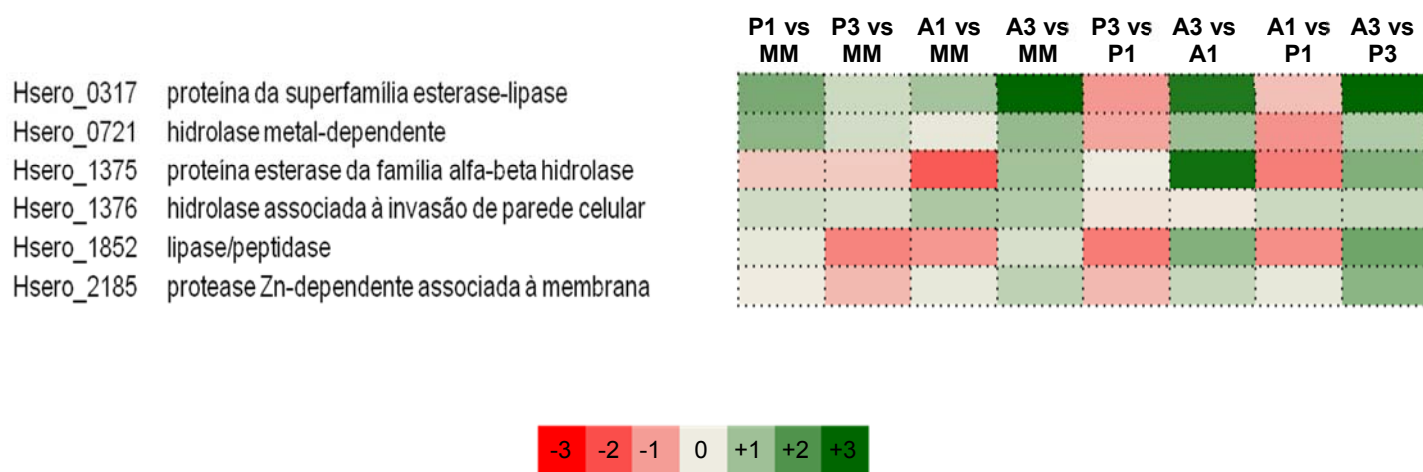 P1 vs P3 vs A1 vs A3 vs P3 vs A3 vs A1 vs A3 vs
MM MM MM MM P1 A1 P1 P3
Hsero_0317 proteína da superfamília esterase-lipase
Hsero_0721 hidrolase metal-dependente
Hsero_1375 proteína esterase da família alfa-beta hidrolase
Hsero_1376 hidrolase associada à invasão de parede celular
Hsero_1852 lipase/peptidase
Hsero_2185 protease Zn-dependente associada à membrana
-3 -2 -1 0 +1 +2 +3